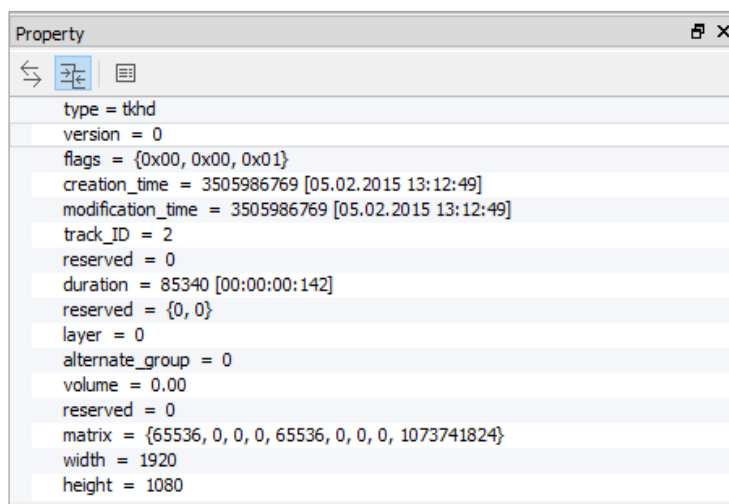 Property
type = tkhd
version = 0
flags = {0x00, 0x00, 0x01}
creation_time = 3505986769 [05.02.2015 13:12:49]
modification_time = 3505986769 [05.02.2015 13:12:49]
track_ID = 2
reserved = 0
duration = 85340 [00:00:00:142]
reserved = {0, 0}
layer = 0
alternate_group = 0
volume = 0.00
reserved = 0
matrix = {65536, 0, 0, 0, 65536, 0, 0, 0, 1073741824}
width = 1920
height = 1080